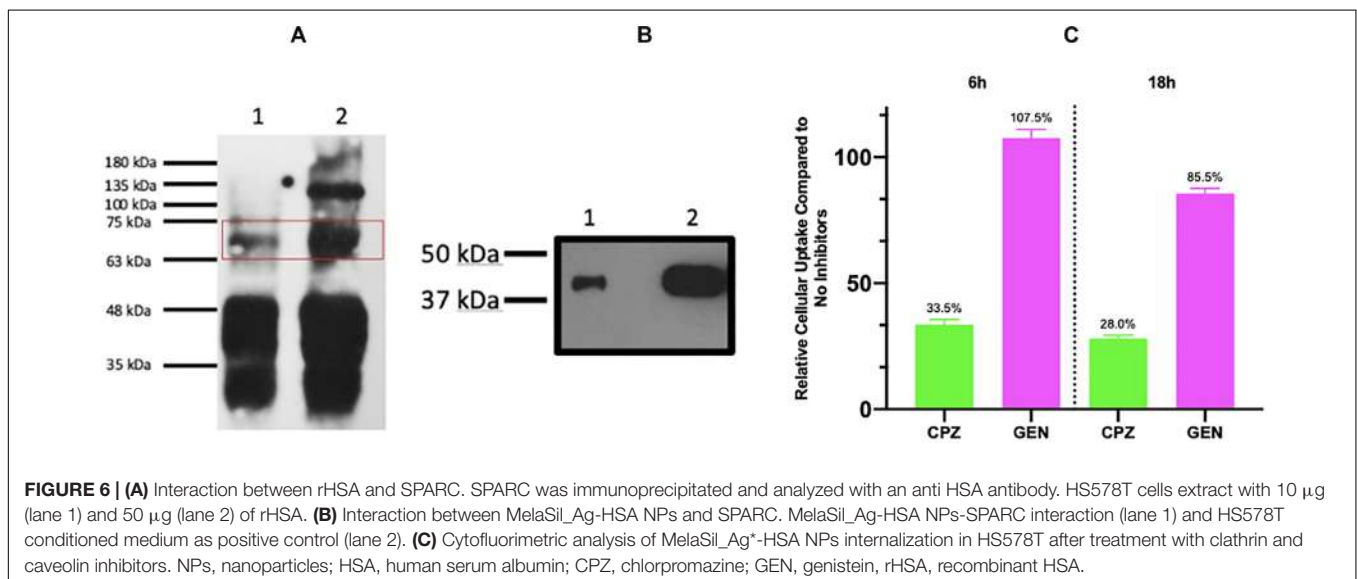 A
B
C
1 2
180 kDa
135 kDa
100 kDa
75 kDa
63 kDa
48 kDa
35 kDa
1 2
50 kDa
37 kDa
6h 18h
Relative Cellular Uptake Compared to
No Inhibitors
100
50
0
33.5%
107.5%
28.0%
85.5%
CPZ GEN CPZ GEN
FIGURE 6 | (A) Interaction between rHSA and SPARC. SPARC was immunoprecipitated and analyzed with an anti HSA antibody. HS578T cells extract with 10 μg
(lane 1) and 50 μg (lane 2) of rHSA. (B) Interaction between MelaSil_Ag-HSA NPs and SPARC. MelaSil_Ag-HSA NPs-SPARC interaction (lane 1) and HS578T
conditioned medium as positive control (lane 2). (C) Cytofluorimetric analysis of MelaSil_Ag*-HSA NPs internalization in HS578T after treatment with clathrin and
caveolin inhibitors. NPs, nanoparticles; HSA, human serum albumin; CPZ, chlorpromazine; GEN, genistein, rHSA, recombinant HSA.